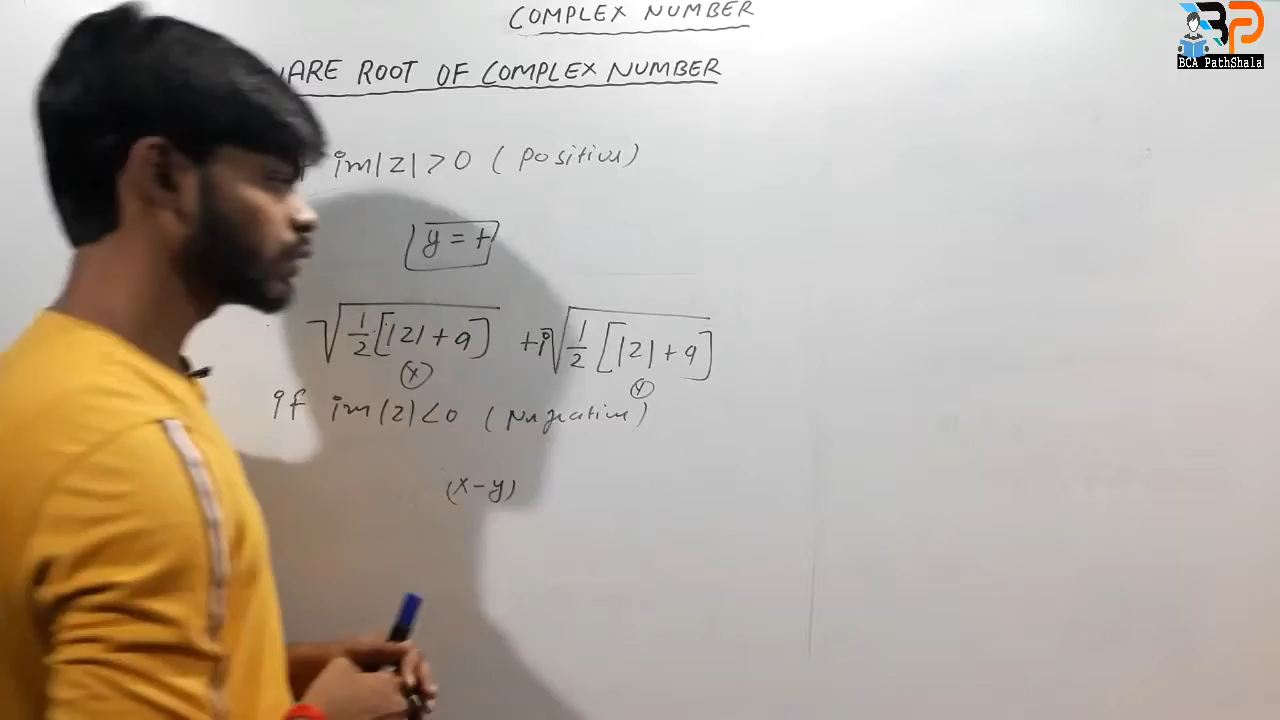 COMPLEX NUMBER
ARE ROOT OF COMPLEX NUMBER
im|z| > 0 (positive)
y = +
√(1/2 [|z| + a]) + i√(1/2 [|z| + a])
(x) (y)
if im(z) < 0 (Negative)
(x - y)
BCA PathShala